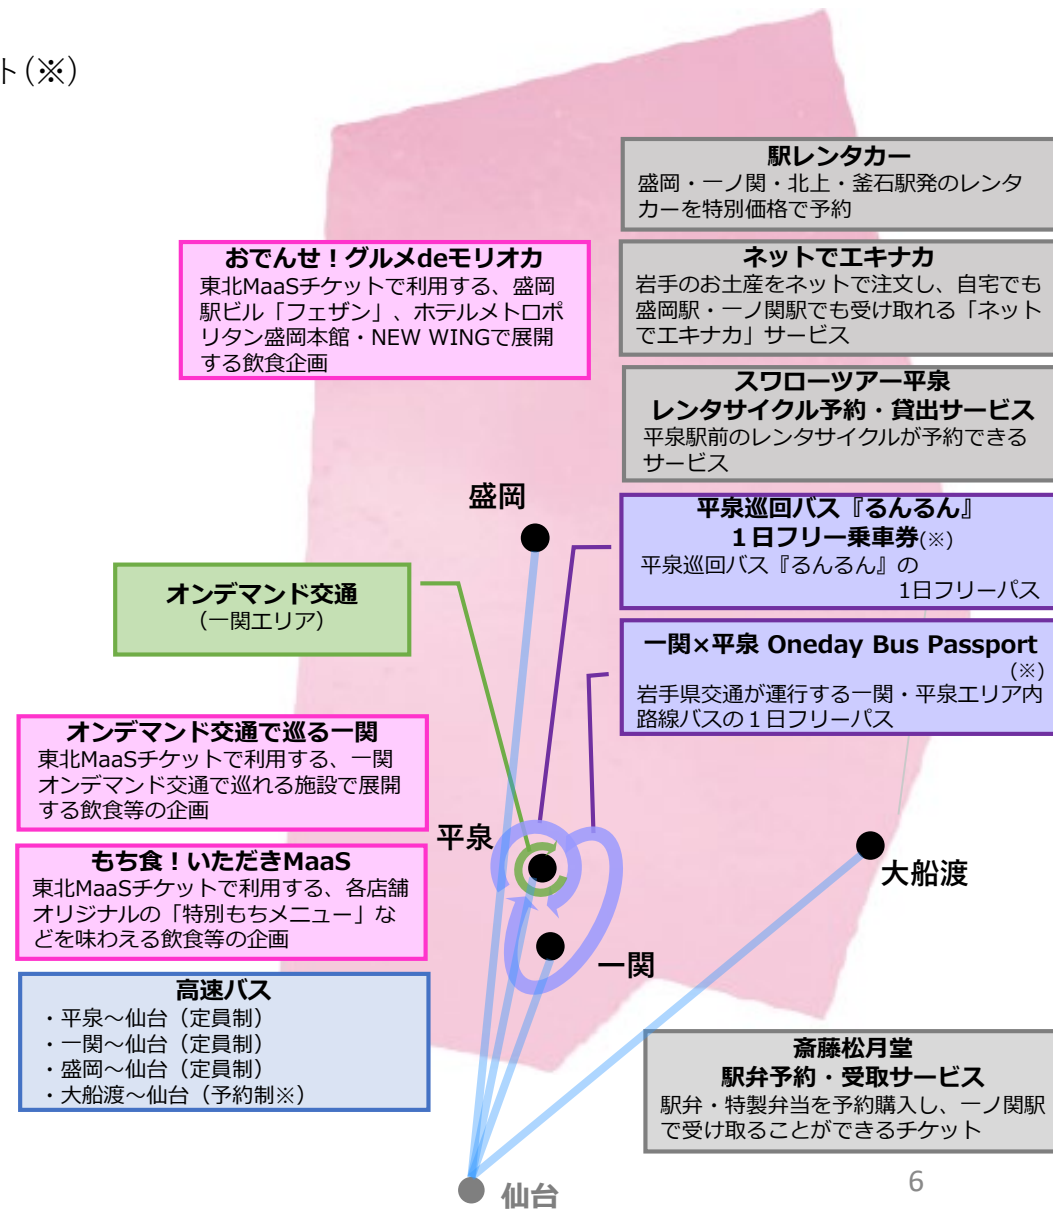 ト(※)
駅レンタカー
盛岡・一ノ関・北上・釜石駅発のレンタ
カーを特別価格で予約
おでんせ！グルメdeモリオカ
東北MaaSチケットで利用する、盛岡
駅ビル「フェザン」、ホテルメトロポ
リタン盛岡本館・NEW WINGで展開
する飲食企画
ネットでエキナカ
岩手のお土産をネットで注文し、自宅でも
盛岡駅・一ノ関駅でも受け取れる「ネット
でエキナカ」サービス
スワローツアー平泉
レンタサイクル予約・貸出サービス
平泉駅前のレンタサイクルが予約できる
サービス
盛岡
平泉巡回バス『るんるん』
１日フリー乗車券(※)
平泉巡回バス『るんるん』の
1日フリーパス
オンデマンド交通
（一関エリア）
一関×平泉 Oneday Bus Passport
(※)
岩手県交通が運行する一関・平泉エリア内
路線バスの１日フリーパス
オンデマンド交通で巡る一関
東北MaaSチケットで利用する、一関
オンデマンド交通で巡れる施設で展開
する飲食等の企画
平泉
大船渡
もち食！いただきMaaS
東北MaaSチケットで利用する、各店舗
オリジナルの「特別もちメニュー」な
どを味わえる飲食等の企画
一関
高速バス
・平泉～仙台（定員制）
・一関～仙台（定員制）
・盛岡～仙台（定員制）
・大船渡～仙台（予約制※）
斎藤松月堂
駅弁予約・受取サービス
駅弁・特製弁当を予約購入し、一ノ関駅
で受け取ることができるチケット
仙台
6